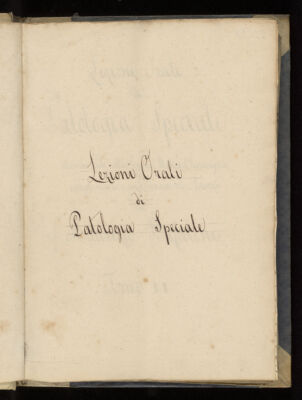 Lezioni Orali
di
Patologia Speciale